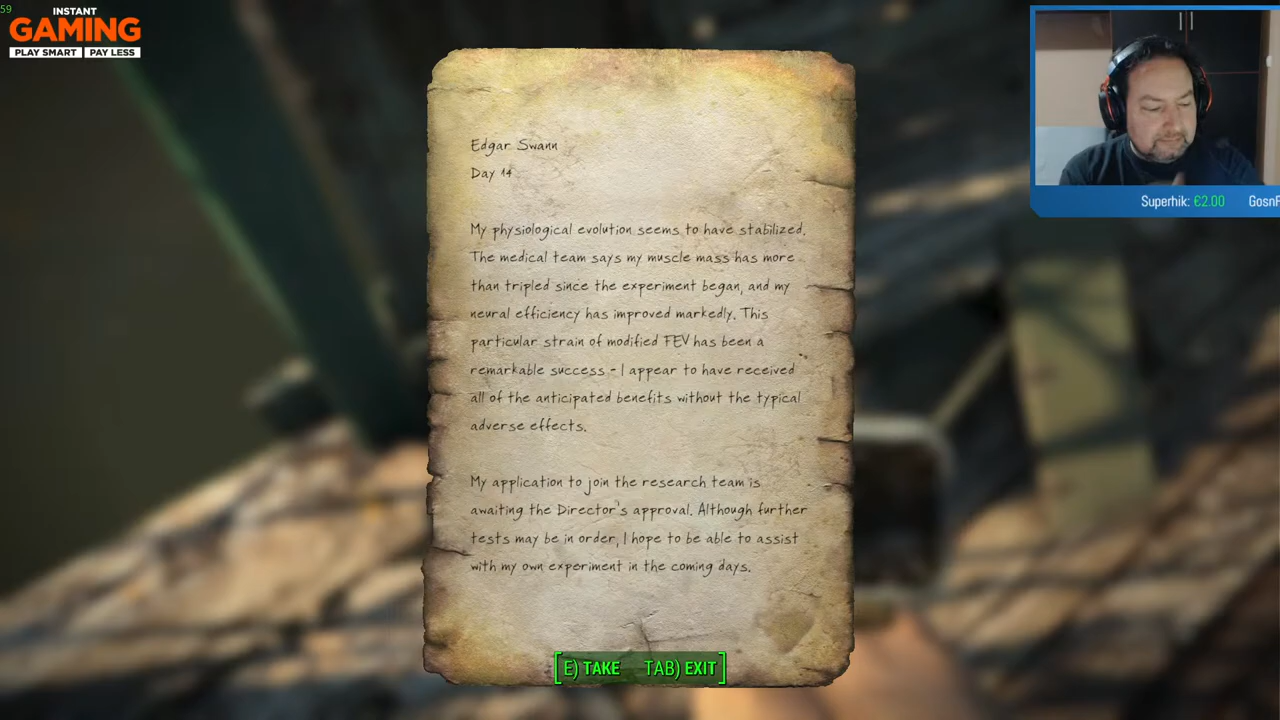 59
INSTANT
GAMING
PLAY SMART PAY LESS
Edgar Swann
Day 14
My physiological evolution seems to have stabilized.
The medical team says my muscle mass has more
than tripled since the experiment began, and my
neural efficiency has improved markedly. This
particular strain of modified FEV has been a
remarkable success - I appear to have received
all of the anticipated benefits without the typical
adverse effects.
My application to join the research team is
awaiting the Director's approval. Although further
tests may be in order, I hope to be able to assist
with my own experiment in the coming days.
E) TAKE TAB) EXIT
Superhik: €2.00 GosnF